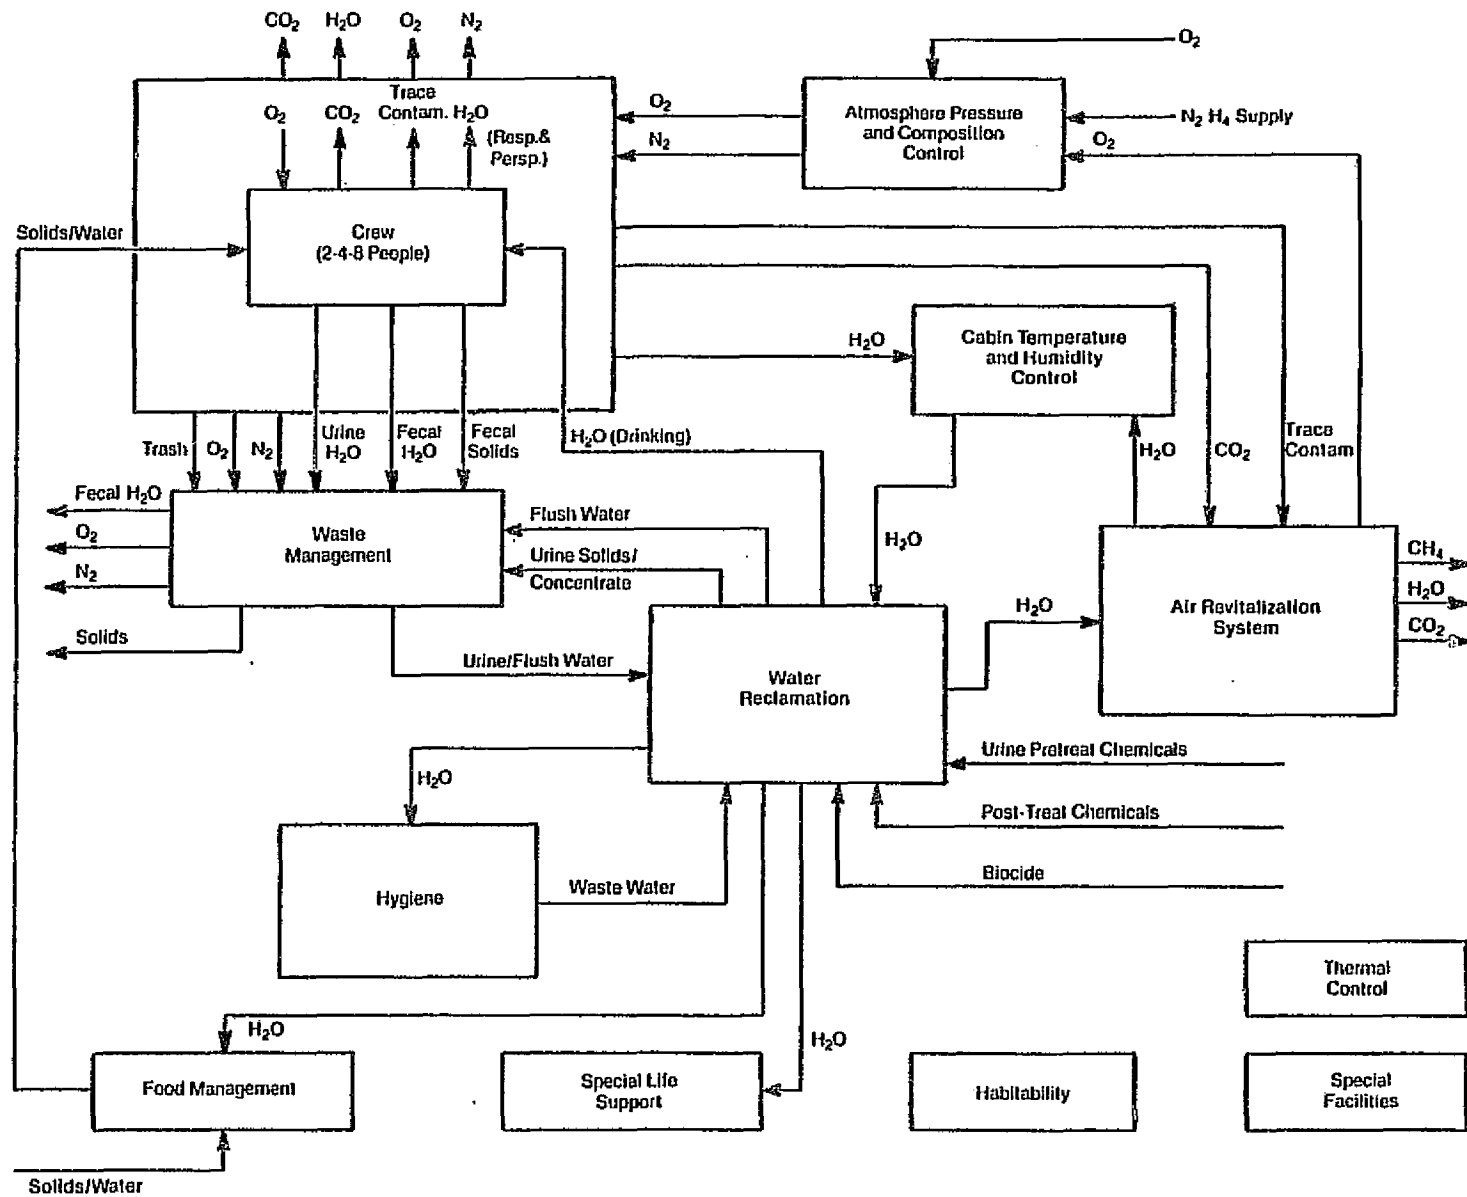 CO2 H2O O2 N2
O2
O2 CO2 Trace
Contam. H2O
(Resp.&
Persp.)
O2
N2
Atmosphere Pressure
and Composition
Control
N2 H4 Supply
O2
Solids/Water
Crew
(2-4-8 People)
H2O
Cabin Temperature
and Humidity
Control
Trash O2 N2 Urine
H2O Fecal
H2O Fecal
Solids
H2O (Drinking)
H2O CO2 Trace
Contam
Fecal H2O
O2
N2
Solids
Waste
Management
Flush Water
Urine Solids/
Concentrate
H2O
H2O
Air Revitalization
System
CH4
H2O
CO2
Urine/Flush Water
Water
Reclamation
H2O
Urine Pretreat Chemicals
Post-Treat Chemicals
Biocide
Hygiene
Waste Water
Thermal
Control
H2O
H2O
Food Management
Special Life
Support
Habitability
Special
Facilities
Solids/Water